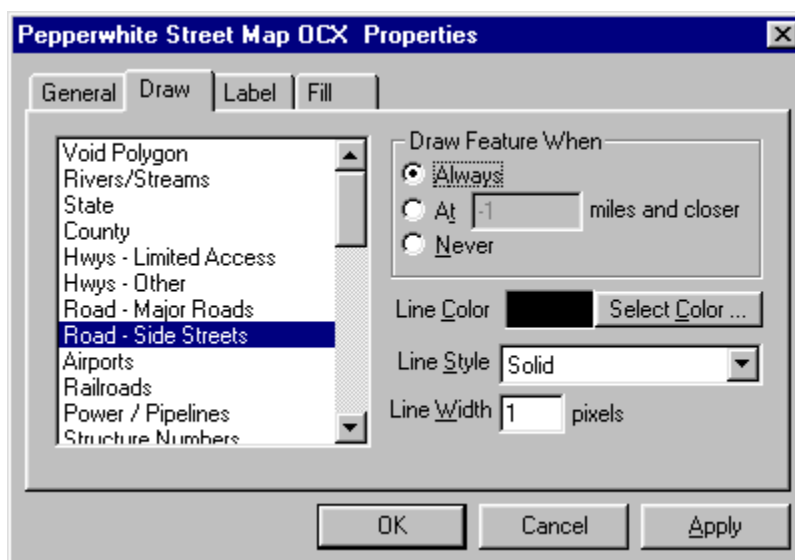 Pepperwhite Street Map OCX  Properties
General Draw Label Fill
Void Polygon
Rivers/Streams
State
County
Hwys - Limited Access
Hwys - Other
Road - Major Roads
Road - Side Streets
Airports
Railroads
Power / Pipelines
Structure Numbers
Draw Feature When
Always
At -1 miles and closer
Never
Line Color Select Color ...
Line Style Solid
Line Width 1 pixels
OK Cancel Apply